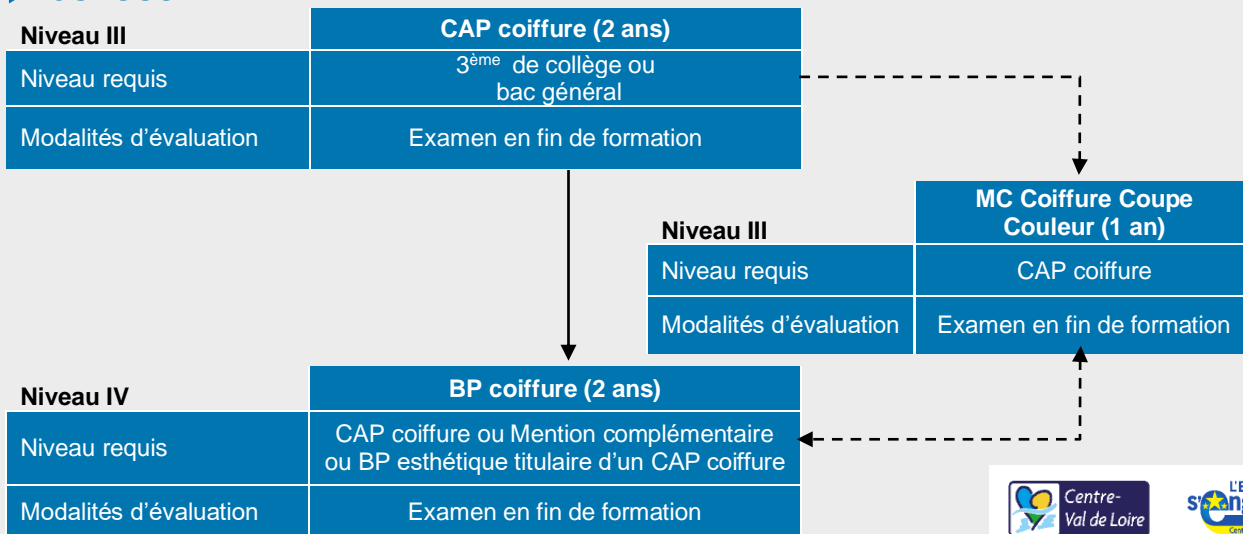 Niveau III
CAP coiffure (2 ans)
Niveau requis
3ème de collège ou
bac général
Modalités d'évaluation
Examen en fin de formation
Niveau III
MC Coiffure Coupe
Couleur (1 an)
Niveau requis
CAP coiffure
Modalités d'évaluation
Examen en fin de formation
Niveau IV
BP coiffure (2 ans)
Niveau requis
CAP coiffure ou Mention complémentaire
ou BP esthétique titulaire d'un CAP coiffure
Modalités d'évaluation
Examen en fin de formation
Centre-
Val de Loire